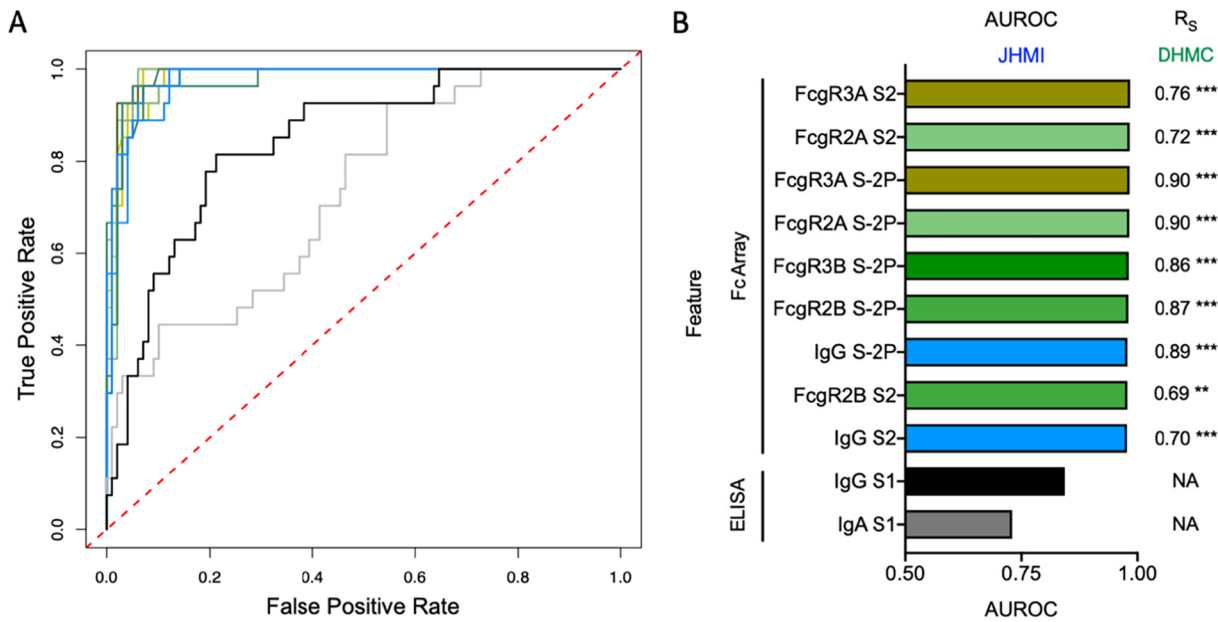 A
True Positive Rate
1.0
0.8
0.6
0.4
0.2
0.0
0.0 0.2 0.4 0.6 0.8 1.0
False Positive Rate
B
AUROC RS
JHMI DHMC
Feature
Fc Array
FcgR3A S2 0.76 ***
FcgR2A S2 0.72 ***
FcgR3A S-2P 0.90 ***
FcgR2A S-2P 0.90 ***
FcgR3B S-2P 0.86 ***
FcgR2B S-2P 0.87 ***
IgG S-2P 0.89 ***
FcgR2B S2 0.69 **
IgG S2 0.70 ***
ELISA
IgG S1 NA
IgA S1 NA
0.50 0.75 1.00
AUROC